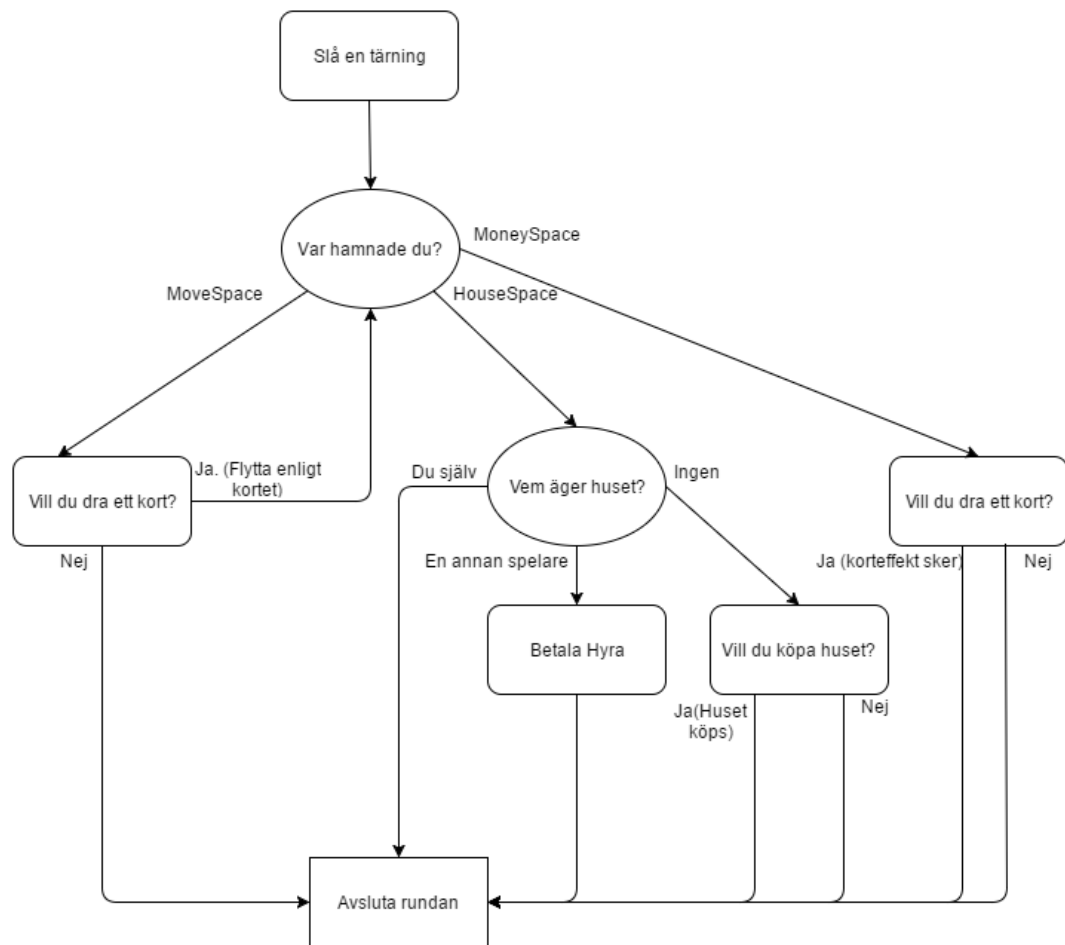 Slå en tärning
Var hamnade du?
MoneySpace
MoveSpace
HouseSpace
Vill du dra ett kort?
Ja. (Flytta enligt
kortet)
Nej
Du själv
Vem äger huset?
Ingen
En annan spelare
Betala Hyra
Vill du köpa huset?
Ja(Huset
köps)
Nej
Vill du dra ett kort?
Ja (korteffekt sker)
Nej
Avsluta rundan